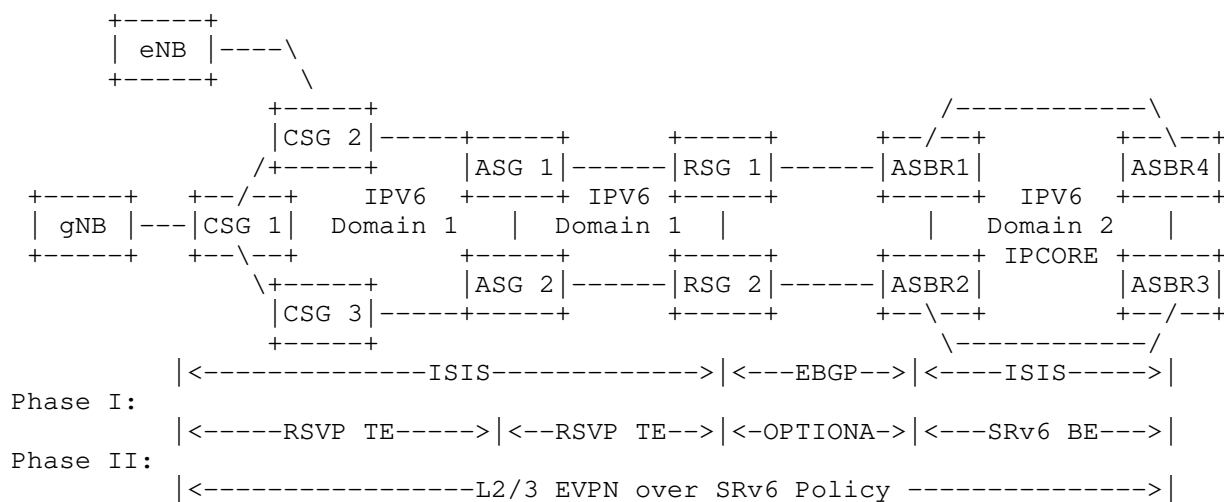 +-----+
| eNB |----\
+-----+     \
+-----+ /------------\
|CSG 2|-----+-----+ +-----+ +--/--+ +--\--+
/+-----+ |ASG 1|------|RSG 1|------|ASBR1| |ASBR4|
+-----+ +--/--+ IPV6 +-----+ IPV6 +-----+ +-----+ IPV6 +-----+
| gNB |---|CSG 1| Domain 1 | Domain 1 | | Domain 2 |
+-----+ +--\--+ +-----+ +-----+ +-----+ IPCORE +-----+
\+-----+ |ASG 2|------|RSG 2|------|ASBR2| |ASBR3|
|CSG 3|-----+-----+ +-----+ +--\--+ +--/--+
+-----+ \------------/
|<--------------ISIS------------->|<---EBGP-->|<----ISIS----->|
Phase I:
|<-----RSVP TE----->|<--RSVP TE-->|<-OPTIONA->|<---SRv6 BE--->|
Phase II:
|<-----------------L2/3 EVPN over SRv6 Policy --------------->|